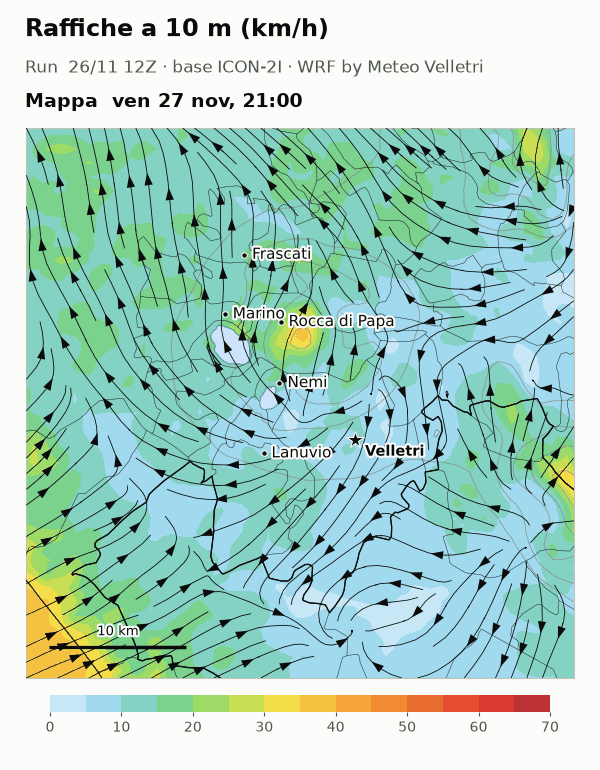 Raffiche a 10 m (km/h)
Run  26/11 12Z · base ICON-2I · WRF by Meteo Velletri
Mappa  ven 27 nov, 21:00
Frascati
Marino
Rocca di Papa
Nemi
Velletri
Lanuvio
10 km
0 10 20 30 40 50 60 70